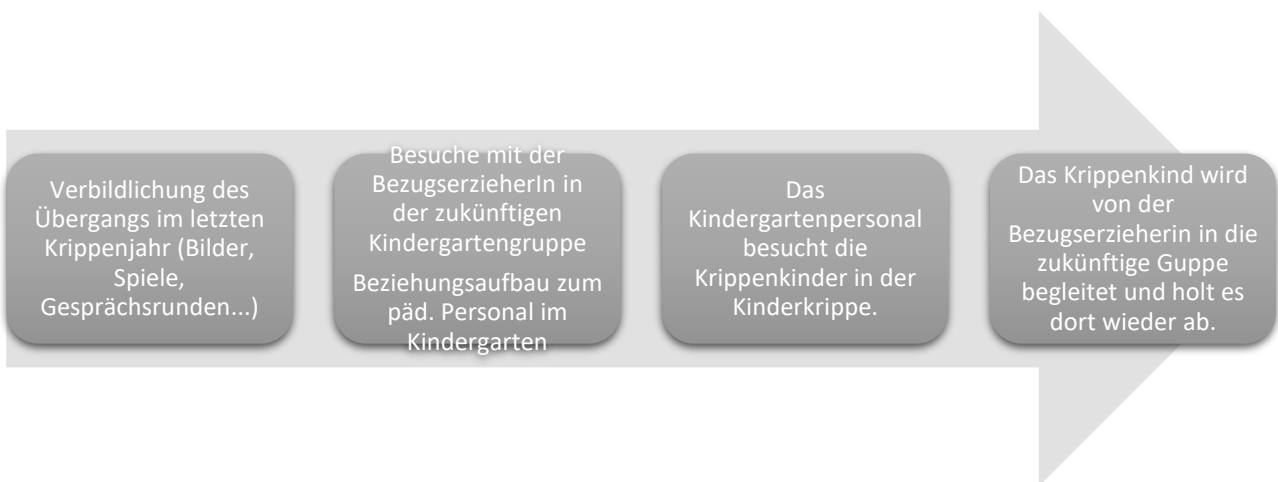 Verbildlichung des
Übergangs im letzten
Krippenjahr (Bilder,
Spiele,
Gesprächsrunden...)
Besuche mit der
BezugserzieherIn in
der zukünftigen
Kindergartengruppe
Beziehungsaufbau zum
päd. Personal im
Kindergarten
Das
Kindergartenpersonal
besucht die
Krippenkinder in der
Kinderkrippe.
Das Krippenkind wird
von der
Bezugserzieherin in die
zukünftige Guppe
begleitet und holt es
dort wieder ab.